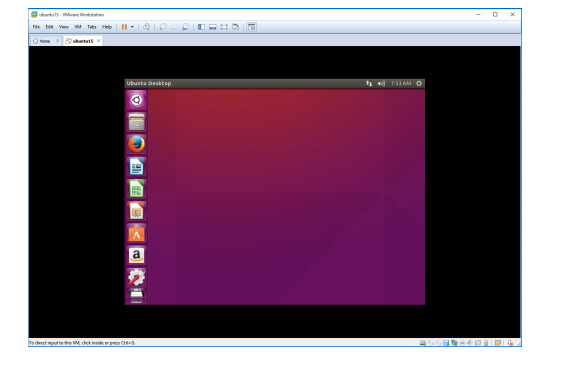 ubuntu15 - VMware Workstation
File Edit View VM Tabs Help
Home ubuntu15
Ubuntu Desktop 7:53 AM
a
To direct input to this VM, click inside or press Ctrl+G.